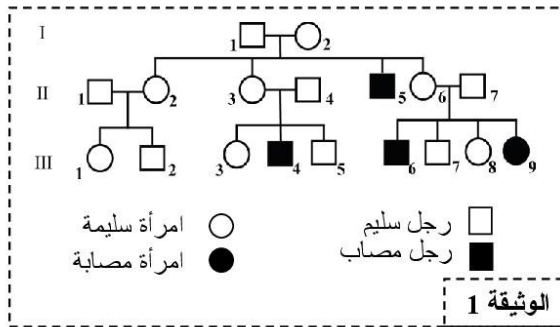 I
1 2
II
1 2 3 4 5 6 7
III
1 2 3 4 5 6 7 8 9
امرأة سليمة رجل سليم
امرأة مصابة رجل مصاب
الوثيقة 1